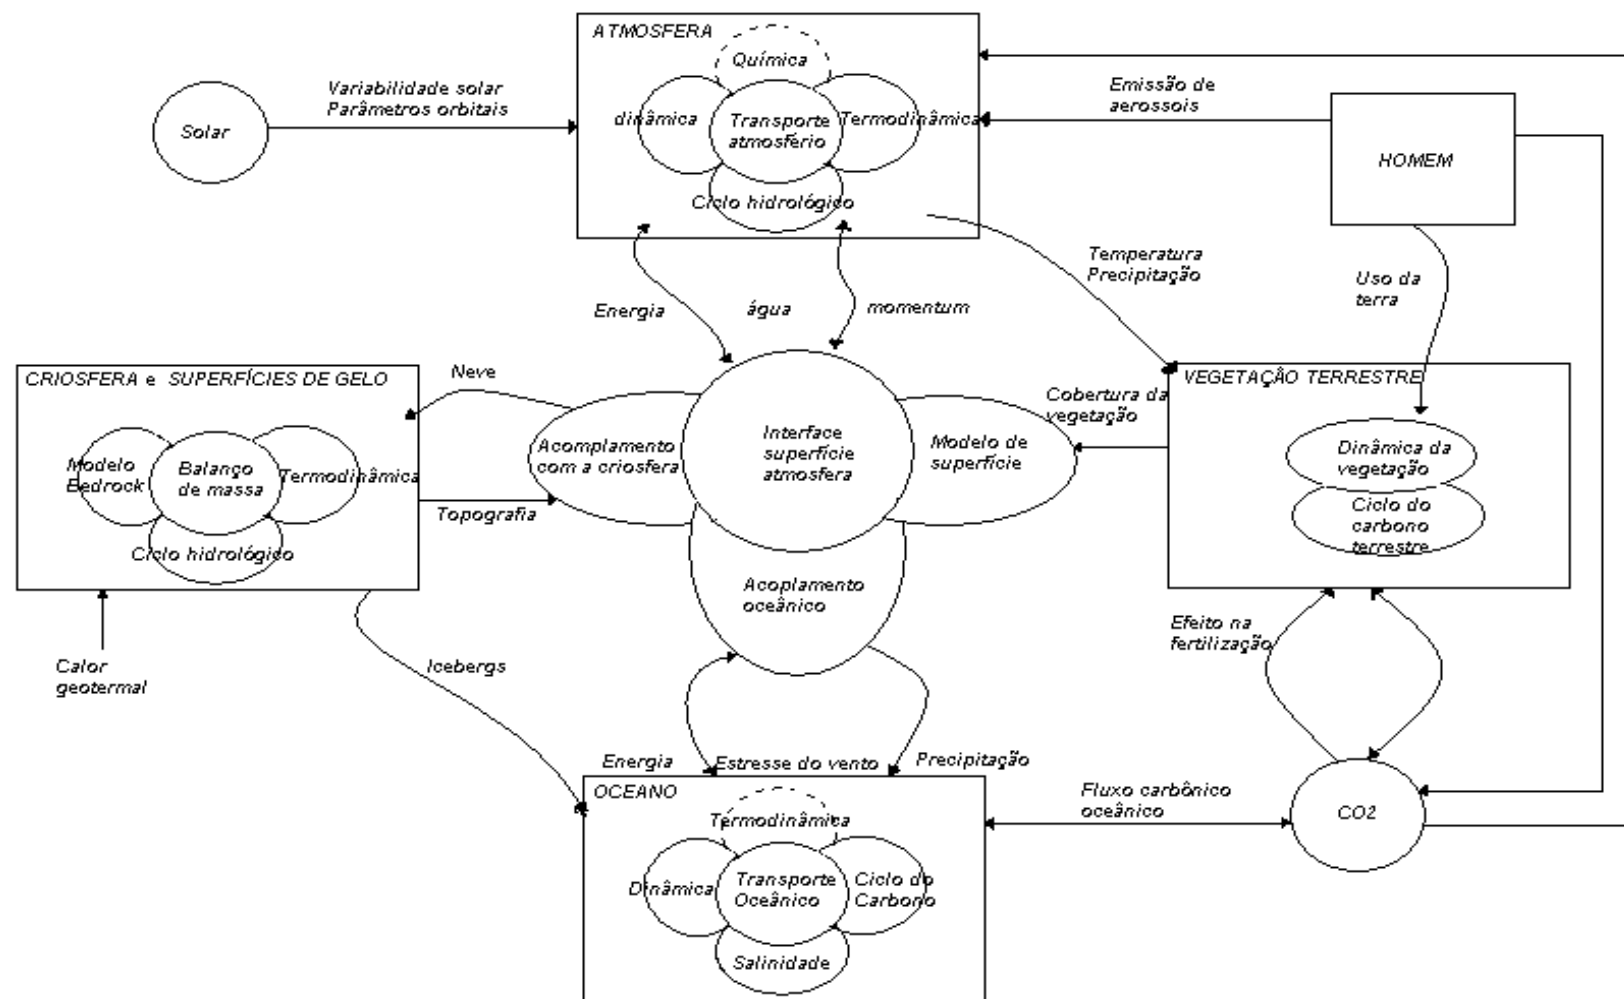 ATMOSFERA
Química
Variabilidade solar
Parâmetros orbitais
Emissão de
aerossois
Solar
dinâmica
Transporte
atmosfério
Termodinâmica
HOMEM
Ciclo hidrológico
Temperatura
Precipitação
Uso da
terra
Energia
água
momentum
CRIOSFERA e SUPERFÍCIES DE GELO
Neve
VEGETAÇÂO TERRESTRE
Cobertura da
vegetação
Acomplamento
com a criosfera
Interface
superfície
atmosfera
Modelo de
superfície
Dinâmica da
vegetação
Modelo
Bedrock
Balanço
de massa
Termodinâmica
Topografia
Ciclo do
carbono
terrestre
Ciclo hidrológico
Acoplamento
oceânico
Efeito na
fertilização
Calor
geotermal
Icebergs
Energia
Estresse do vento
Precipitação
OCEANO
Fluxo carbônico
oceânico
CO2
Termodinâmica
Dinâmica
Transporte
Oceânico
Ciclo do
Carbono
Salinidade